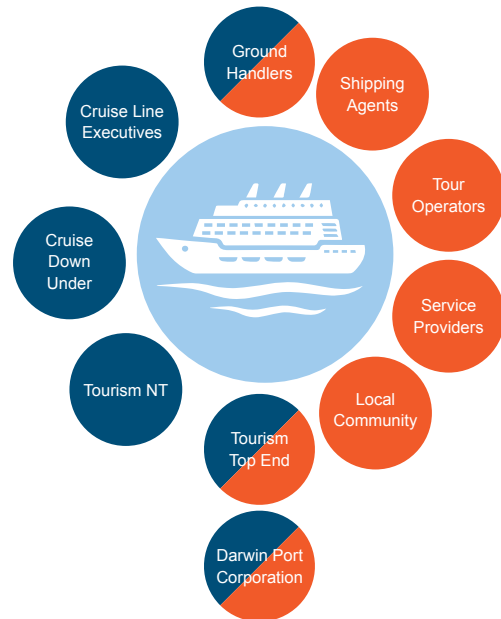 Ground
Handlers
Shipping
Agents
Cruise Line
Executives
Tour
Operators
Cruise
Down
Under
Service
Providers
Tourism NT
Local
Community
Tourism
Top End
Darwin Port
Corporation